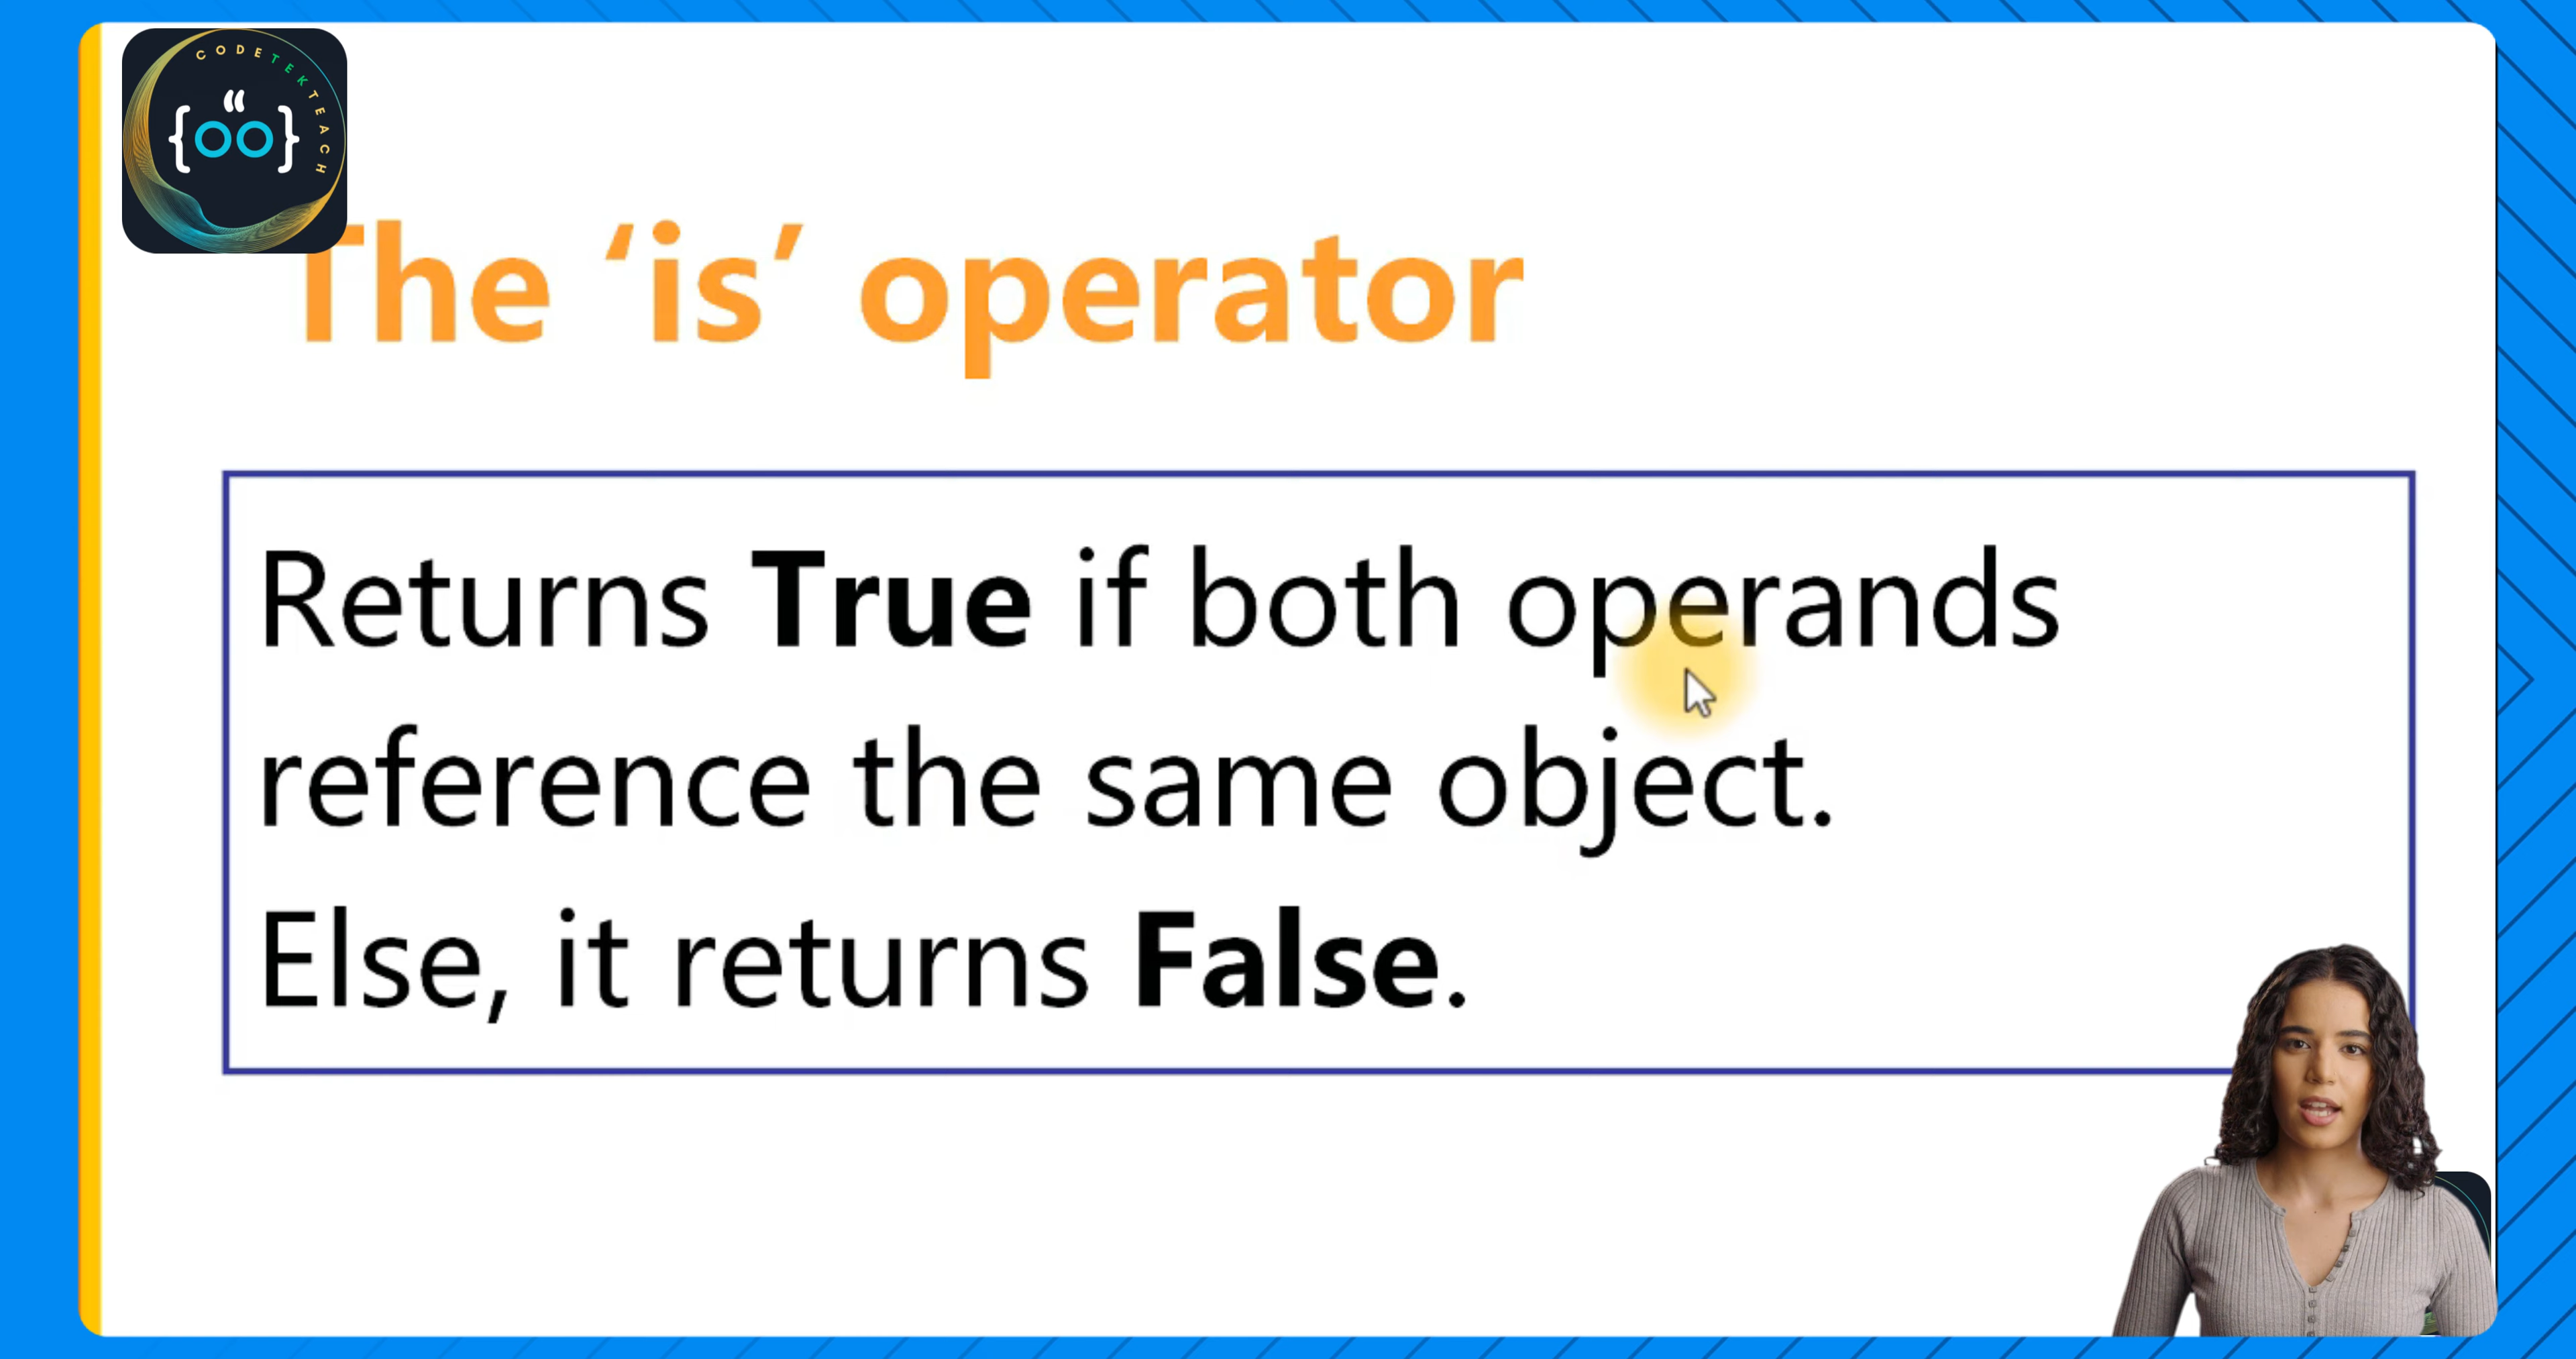 CODETEKTEACH
The ‘is’ operator
Returns True if both operands
reference the same object.
Else, it returns False.